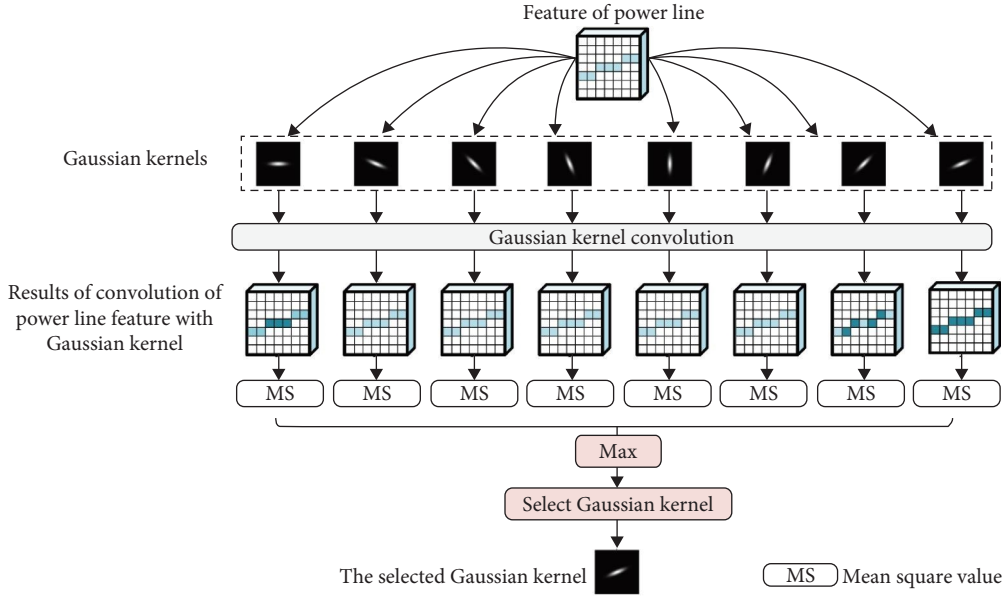 Feature of power line
Gaussian kernels
Gaussian kernel convolution
Results of convolution of
power line feature with
Gaussian kernel
MS MS MS MS MS MS MS MS
Max
Select Gaussian kernel
The selected Gaussian kernel
MS Mean square value